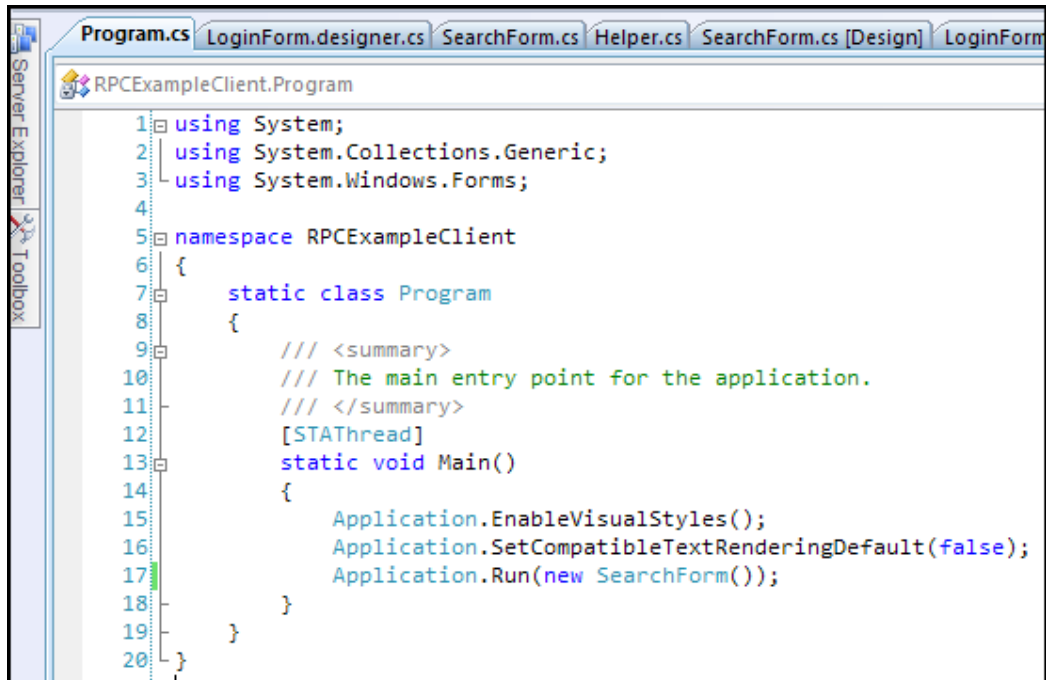 Program.cs LoginForm.designer.cs SearchForm.cs Helper.cs SearchForm.cs [Design] LoginForm
Server Explorer
Toolbox
RPCExampleClient.Program
1 using System;
2 using System.Collections.Generic;
3 using System.Windows.Forms;
4
5 namespace RPCExampleClient
6 {
7     static class Program
8     {
9         /// <summary>
10         /// The main entry point for the application.
11         /// </summary>
12         [STAThread]
13         static void Main()
14         {
15             Application.EnableVisualStyles();
16             Application.SetCompatibleTextRenderingDefault(false);
17             Application.Run(new SearchForm());
18         }
19     }
20 }